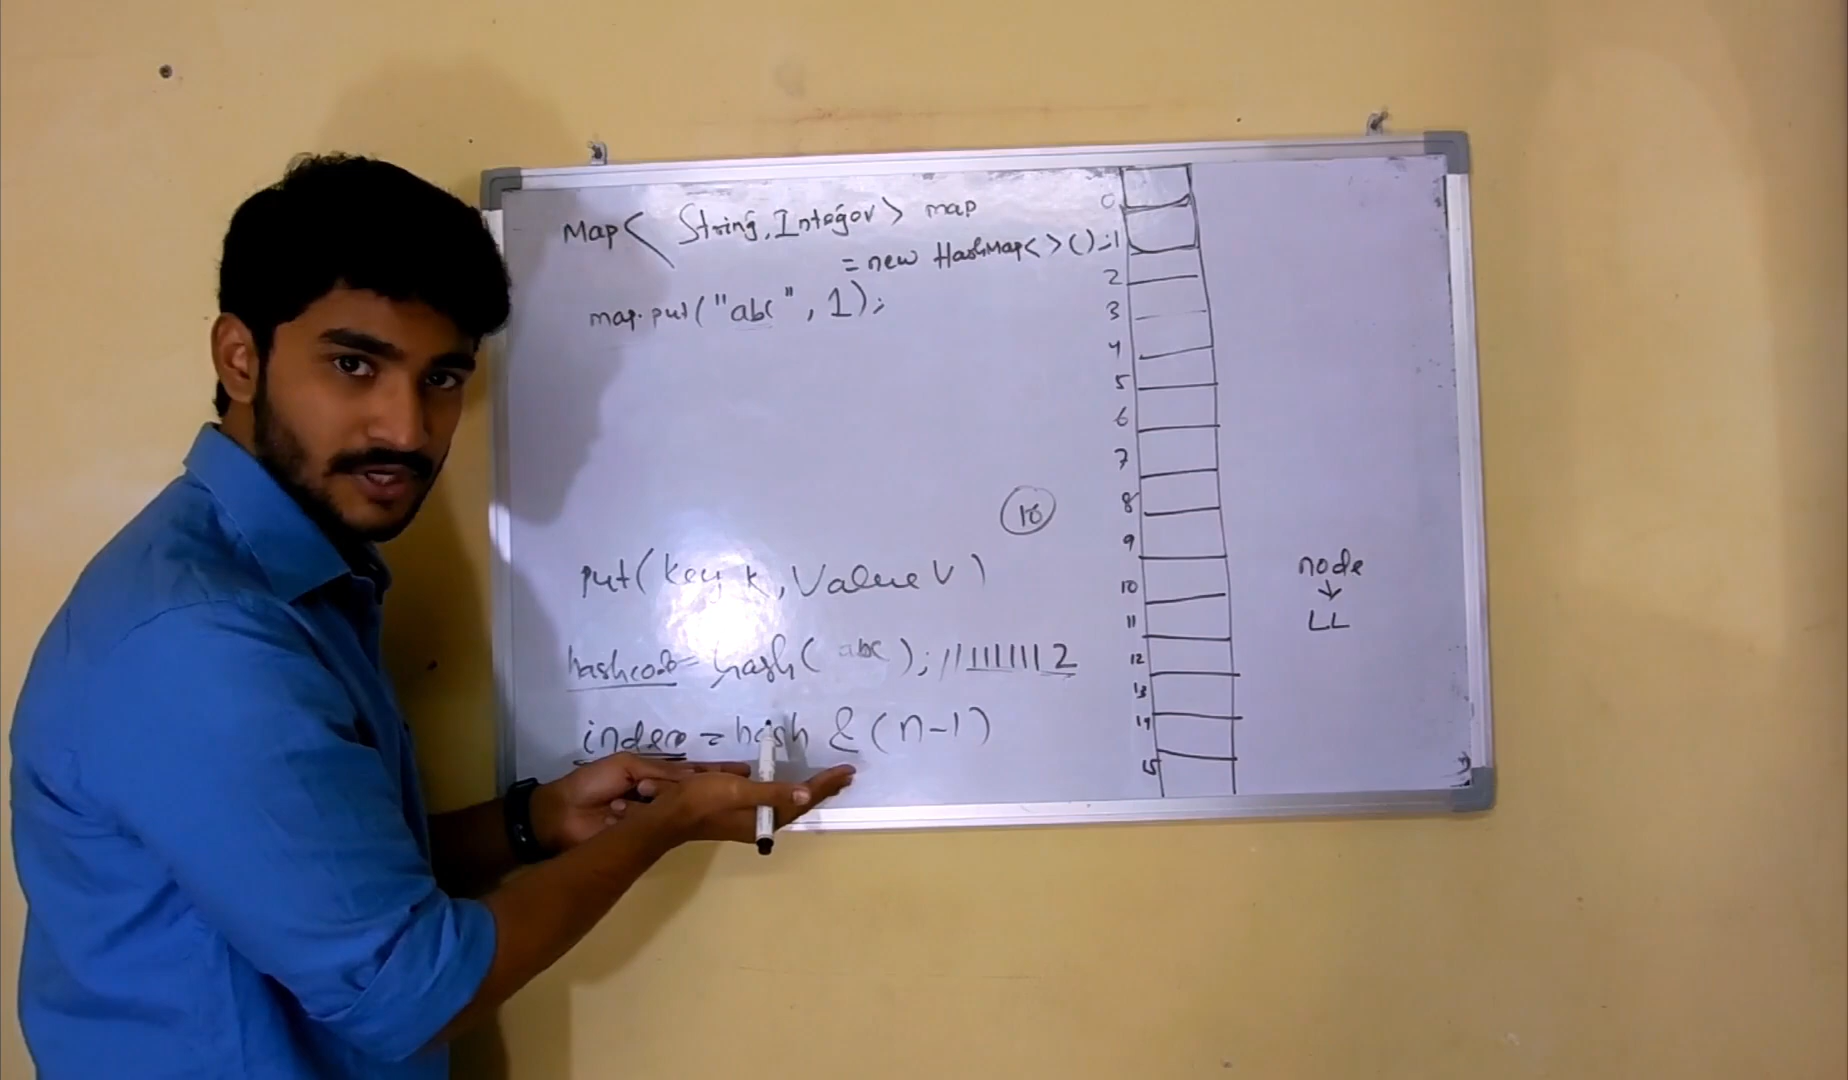 Map< String, Integer> map
= new HashMap<>();
map.put("abc", 1);
16
put(key k, Value V)
hashcode = hash(abc); //1111112
index = hash & (n-1)
0
1
2
3
4
5
6
7
8
9
10
11
12
13
14
15
node
↓
LL